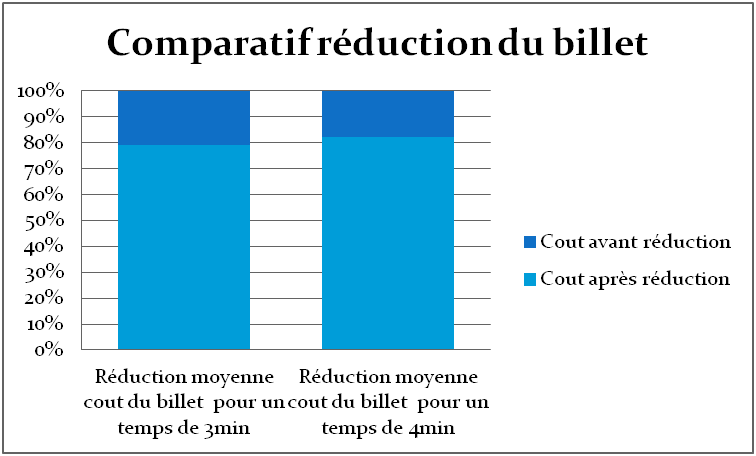 Comparatif réduction du billet
100%
90%
80%
70%
60%
50%
40%
30%
20%
10%
0%
Réduction moyenne
cout du billet pour un
temps de 3min
Réduction moyenne
cout du billet pour un
temps de 4min
Cout avant réduction
Cout après réduction